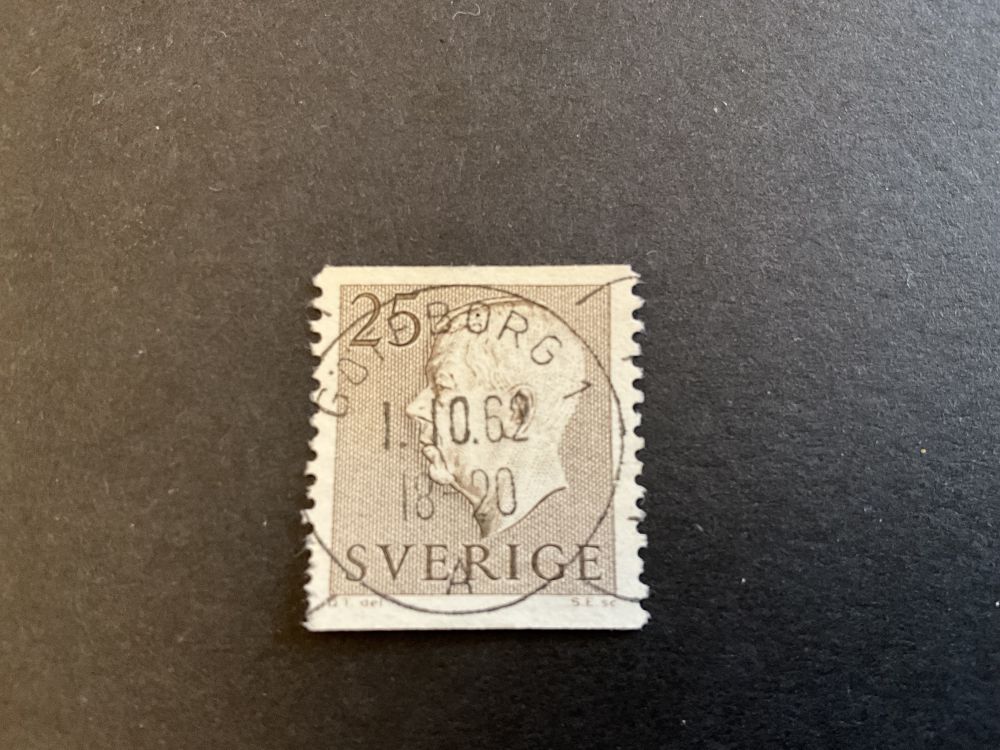 25
GÖTEBORG 1
1.10.62
18-20
SVERIGE
A
S.E. sc